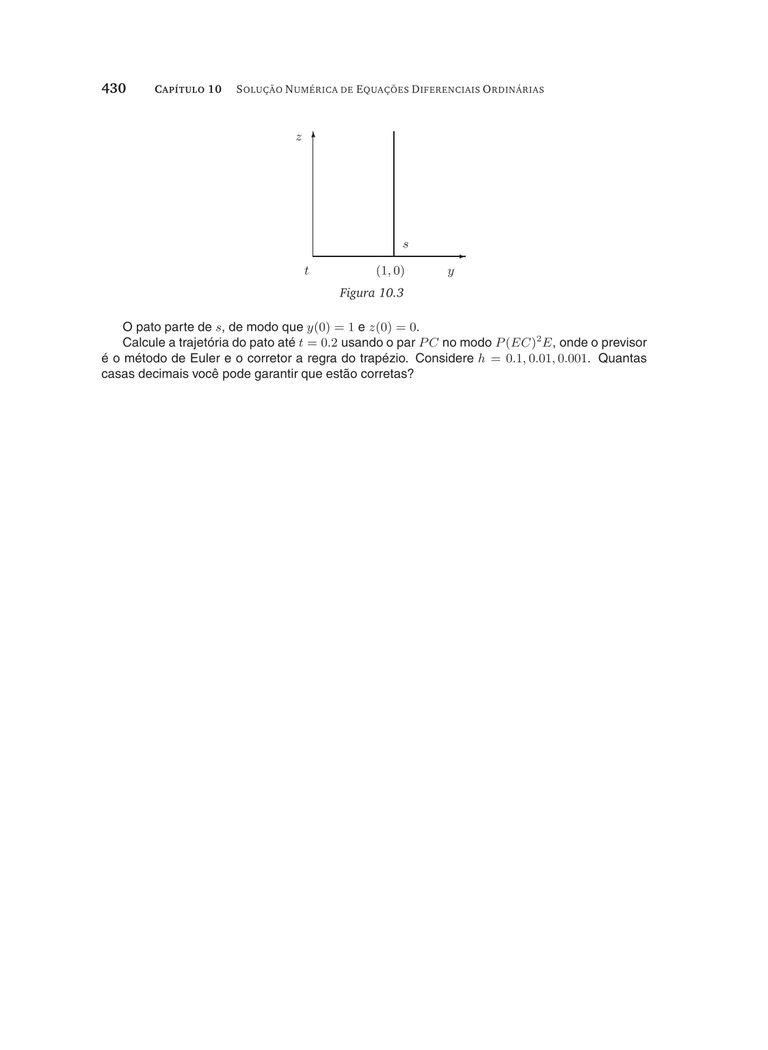 430 CAPÍTULO 10 SOLUÇÃO NUMÉRICA DE EQUAÇÕES DIFERENCIAIS ORDINÁRIAS
z
s
t (1, 0) y
Figura 10.3
O pato parte de s, de modo que y(0) = 1 e z(0) = 0.
Calcule a trajetória do pato até t = 0.2 usando o par PC no modo P(EC)²E, onde o previsor
é o método de Euler e o corretor a regra do trapézio. Considere h = 0.1, 0.01, 0.001. Quantas
casas decimais você pode garantir que estão corretas?